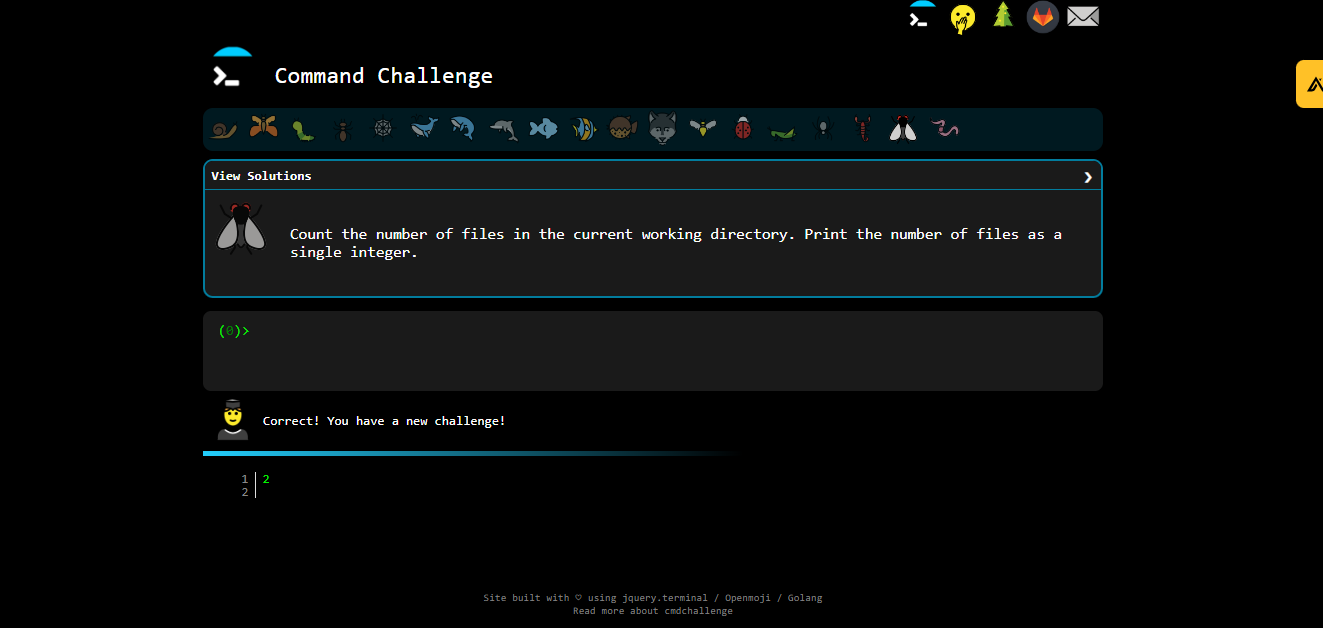 Command Challenge
View Solutions
Count the number of files in the current working directory. Print the number of files as a
single integer.
(0)>
Correct! You have a new challenge!
1 2
2
Site built with ♡ using jquery.terminal / Openmoji / Golang
Read more about cmdchallenge